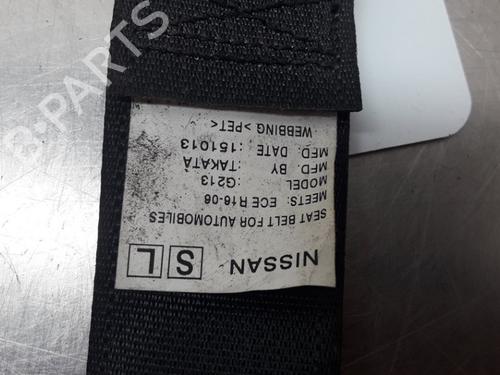 NISSAN S L
SEAT BELT FOR AUTOMOBILES
MEETS: ECE R16-06
MODEL :G213
MFD. BY :TAKATA
MFD. DATE :151013
WEBBING >PET<
B-PARTS